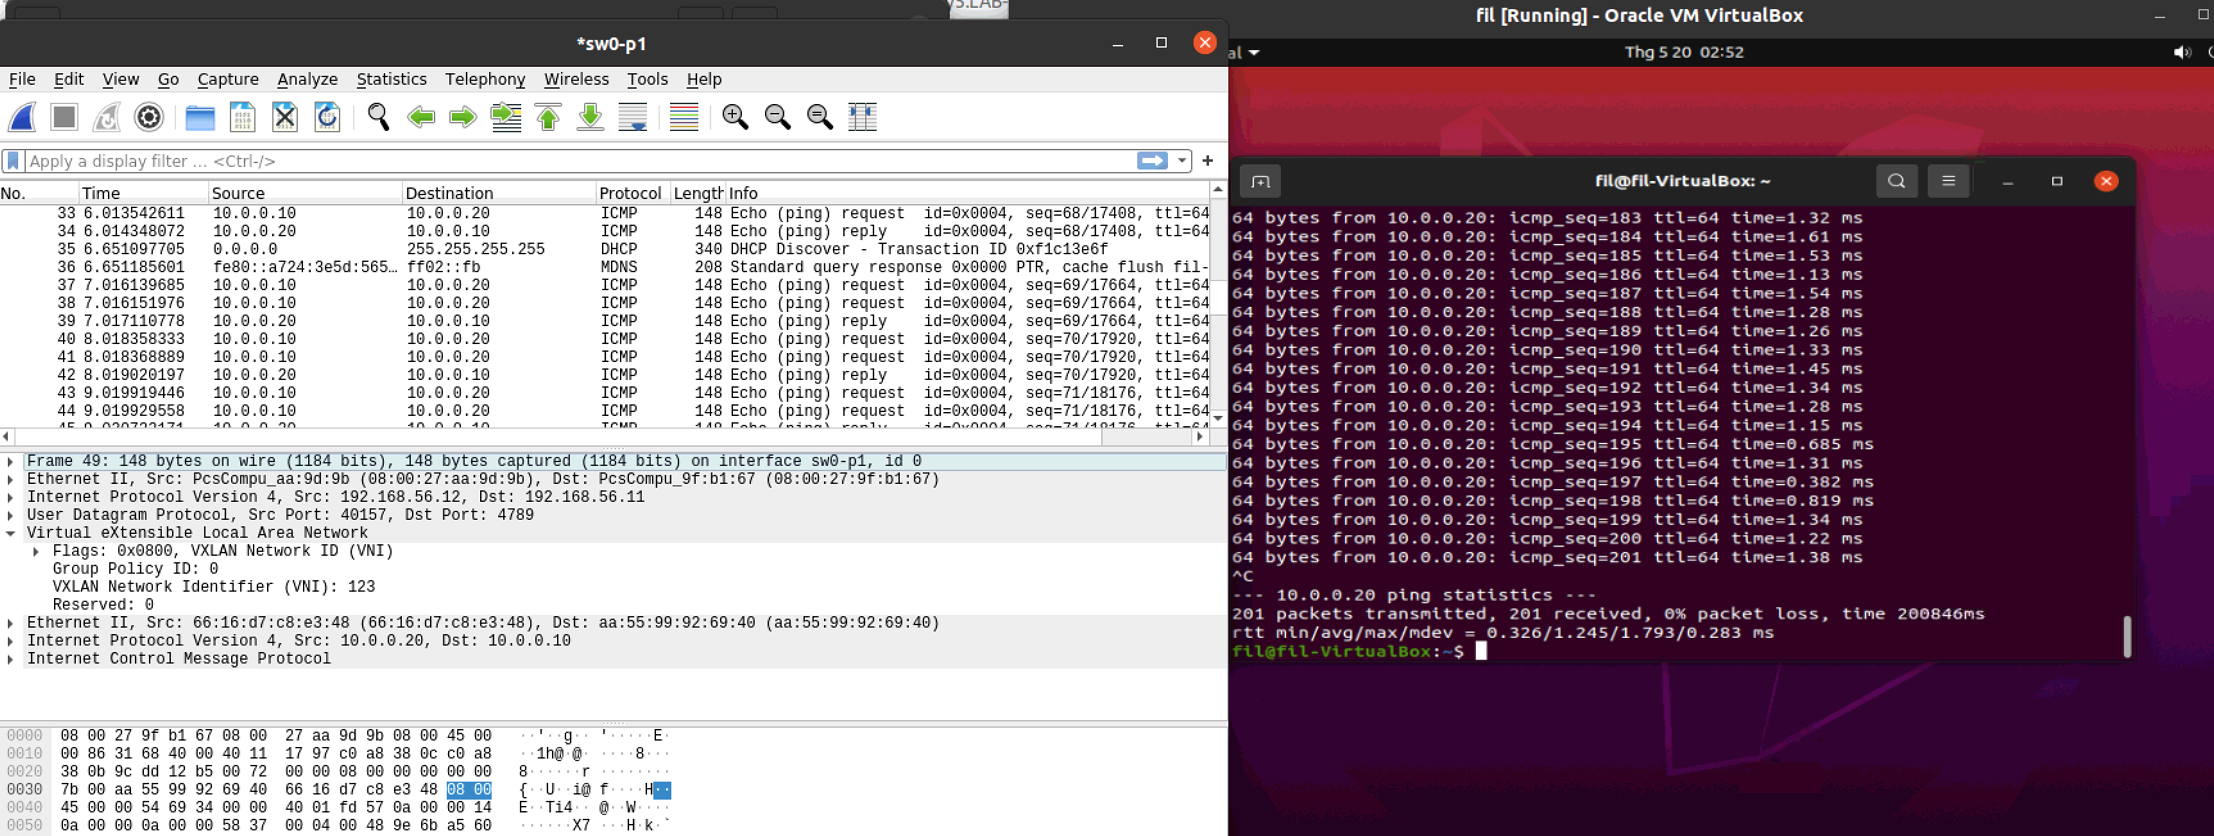 *sw0-p1
File Edit View Go Capture Analyze Statistics Telephony Wireless Tools Help
Apply a display filter … <Ctrl-/>
No. Time Source Destination Protocol Length Info
33 6.013542611 10.0.0.10 10.0.0.20 ICMP 148 Echo (ping) request id=0x0004, seq=68/17408, ttl=64
34 6.014348072 10.0.0.20 10.0.0.10 ICMP 148 Echo (ping) reply id=0x0004, seq=68/17408, ttl=64
35 6.651097705 0.0.0.0 255.255.255.255 DHCP 340 DHCP Discover - Transaction ID 0xf1c13e6f
36 6.651185601 fe80::a724:3e5d:565… ff02::fb MDNS 208 Standard query response 0x0000 PTR, cache flush fil-
37 7.016139685 10.0.0.10 10.0.0.20 ICMP 148 Echo (ping) request id=0x0004, seq=69/17664, ttl=64
38 7.016151976 10.0.0.10 10.0.0.20 ICMP 148 Echo (ping) request id=0x0004, seq=69/17664, ttl=64
39 7.017110778 10.0.0.20 10.0.0.10 ICMP 148 Echo (ping) reply id=0x0004, seq=69/17664, ttl=64
40 8.018358333 10.0.0.10 10.0.0.20 ICMP 148 Echo (ping) request id=0x0004, seq=70/17920, ttl=64
41 8.018368889 10.0.0.10 10.0.0.20 ICMP 148 Echo (ping) request id=0x0004, seq=70/17920, ttl=64
42 8.019020197 10.0.0.20 10.0.0.10 ICMP 148 Echo (ping) reply id=0x0004, seq=70/17920, ttl=64
43 9.019919446 10.0.0.10 10.0.0.20 ICMP 148 Echo (ping) request id=0x0004, seq=71/18176, ttl=64
44 9.019929558 10.0.0.10 10.0.0.20 ICMP 148 Echo (ping) request id=0x0004, seq=71/18176, ttl=64
Frame 49: 148 bytes on wire (1184 bits), 148 bytes captured (1184 bits) on interface sw0-p1, id 0
Ethernet II, Src: PcsCompu_aa:9d:9b (08:00:27:aa:9d:9b), Dst: PcsCompu_9f:b1:67 (08:00:27:9f:b1:67)
Internet Protocol Version 4, Src: 192.168.56.12, Dst: 192.168.56.11
User Datagram Protocol, Src Port: 40157, Dst Port: 4789
Virtual eXtensible Local Area Network
Flags: 0x0800, VXLAN Network ID (VNI)
Group Policy ID: 0
VXLAN Network Identifier (VNI): 123
Reserved: 0
Ethernet II, Src: 66:16:d7:c8:e3:48 (66:16:d7:c8:e3:48), Dst: aa:55:99:92:69:40 (aa:55:99:92:69:40)
Internet Protocol Version 4, Src: 10.0.0.20, Dst: 10.0.0.10
Internet Control Message Protocol
0000 08 00 27 9f b1 67 08 00 27 aa 9d 9b 08 00 45 00 ··'··g·· '·····E·
0010 00 86 31 68 40 00 40 11 17 97 c0 a8 38 0c c0 a8 ··1h@·@· ····8···
0020 38 0b 9c dd 12 b5 00 72 00 00 08 00 00 00 00 00 8······r ········
0030 7b 00 aa 55 99 92 69 40 66 16 d7 c8 e3 48 08 00 {··U··i@ f····H··
0040 45 00 00 54 69 34 00 00 40 01 fd 57 0a 00 00 14 E··Ti4·· @··W····
0050 0a 00 00 0a 00 00 58 37 00 04 00 48 9e 6b a5 60 ······X7 ···H·k·`
fil [Running] - Oracle VM VirtualBox
al Thg 5 20 02:52
fil@fil-VirtualBox: ~
64 bytes from 10.0.0.20: icmp_seq=183 ttl=64 time=1.32 ms
64 bytes from 10.0.0.20: icmp_seq=184 ttl=64 time=1.61 ms
64 bytes from 10.0.0.20: icmp_seq=185 ttl=64 time=1.53 ms
64 bytes from 10.0.0.20: icmp_seq=186 ttl=64 time=1.13 ms
64 bytes from 10.0.0.20: icmp_seq=187 ttl=64 time=1.54 ms
64 bytes from 10.0.0.20: icmp_seq=188 ttl=64 time=1.28 ms
64 bytes from 10.0.0.20: icmp_seq=189 ttl=64 time=1.26 ms
64 bytes from 10.0.0.20: icmp_seq=190 ttl=64 time=1.33 ms
64 bytes from 10.0.0.20: icmp_seq=191 ttl=64 time=1.45 ms
64 bytes from 10.0.0.20: icmp_seq=192 ttl=64 time=1.34 ms
64 bytes from 10.0.0.20: icmp_seq=193 ttl=64 time=1.28 ms
64 bytes from 10.0.0.20: icmp_seq=194 ttl=64 time=1.15 ms
64 bytes from 10.0.0.20: icmp_seq=195 ttl=64 time=0.685 ms
64 bytes from 10.0.0.20: icmp_seq=196 ttl=64 time=1.31 ms
64 bytes from 10.0.0.20: icmp_seq=197 ttl=64 time=0.382 ms
64 bytes from 10.0.0.20: icmp_seq=198 ttl=64 time=0.819 ms
64 bytes from 10.0.0.20: icmp_seq=199 ttl=64 time=1.34 ms
64 bytes from 10.0.0.20: icmp_seq=200 ttl=64 time=1.22 ms
64 bytes from 10.0.0.20: icmp_seq=201 ttl=64 time=1.38 ms
^C
--- 10.0.0.20 ping statistics ---
201 packets transmitted, 201 received, 0% packet loss, time 200846ms
rtt min/avg/max/mdev = 0.326/1.245/1.793/0.283 ms
fil@fil-VirtualBox:~$